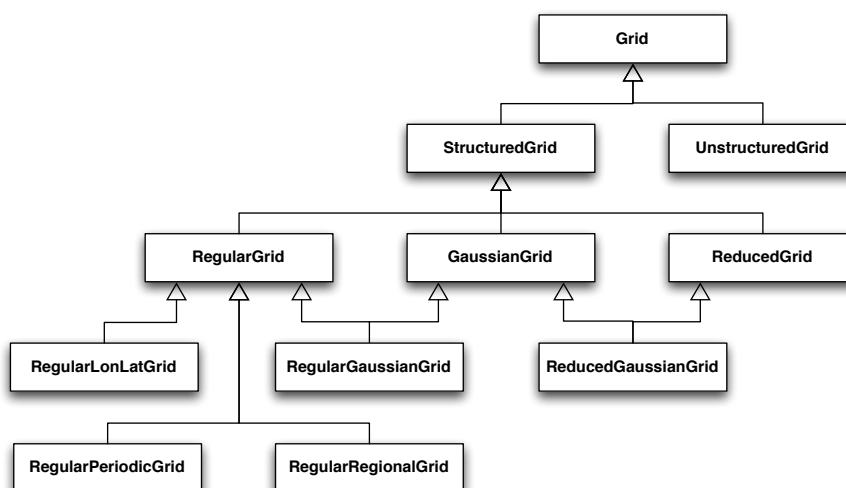 Grid
StructuredGrid
UnstructuredGrid
RegularGrid
GaussianGrid
ReducedGrid
RegularLonLatGrid
RegularGaussianGrid
ReducedGaussianGrid
RegularPeriodicGrid
RegularRegionalGrid